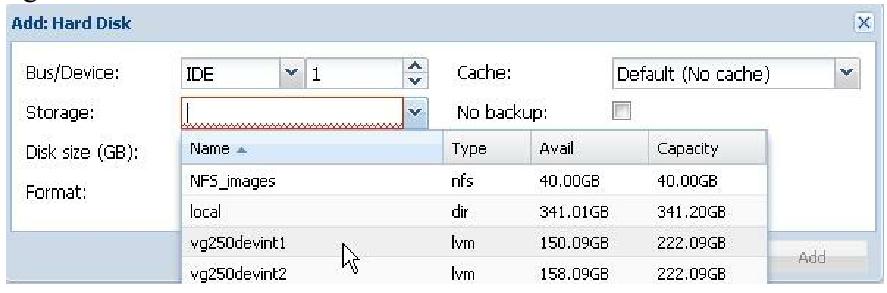 Add: Hard Disk
Bus/Device: IDE 1 Cache: Default (No cache)
Storage: No backup:
Disk size (GB):
Format:
Name Type Avail Capacity
NFS_images nfs 40.00GB 40.00GB
local dir 341.01GB 341.20GB
vg250devint1 lvm 150.09GB 222.09GB
vg250devint2 lvm 158.09GB 222.09GB
Add